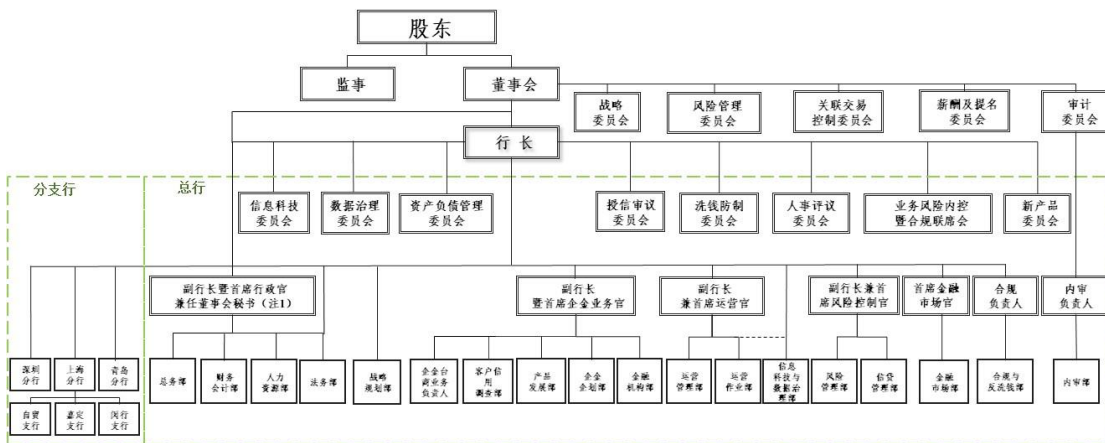 股东
监事
董事会
战略
委员会
风险管理
委员会
关联交易
控制委员会
薪酬及提名
委员会
审计
委员会
行 长
分支行
总行
信息科技
委员会
数据治理
委员会
资产负债管理
委员会
授信审议
委员会
洗钱防制
委员会
人事评议
委员会
业务风险内控
暨合规联席会
新产品
委员会
副行长暨首席行政官
兼任董事会秘书（注1）
副行长
暨首席企金业务官
副行长
兼首席运营官
副行长兼首
席风险控制官
首席金融
市场官
合规
负责人
内审
负责人
深圳
分行
上海
分行
青岛
分行
总务部
财务
会计部
人力
资源部
法务部
战略
规划部
企金台
商业务
负责人
客户信
用
调查部
产品
发展部
企金
企划部
金融
机构部
运营
管理部
运营
作业部
信息
科技与
数据治
理部
风险
管理部
信贷
管理部
金融
市场部
合规与
反洗钱部
内审部
自贸
支行
嘉定
支行
闵行
支行